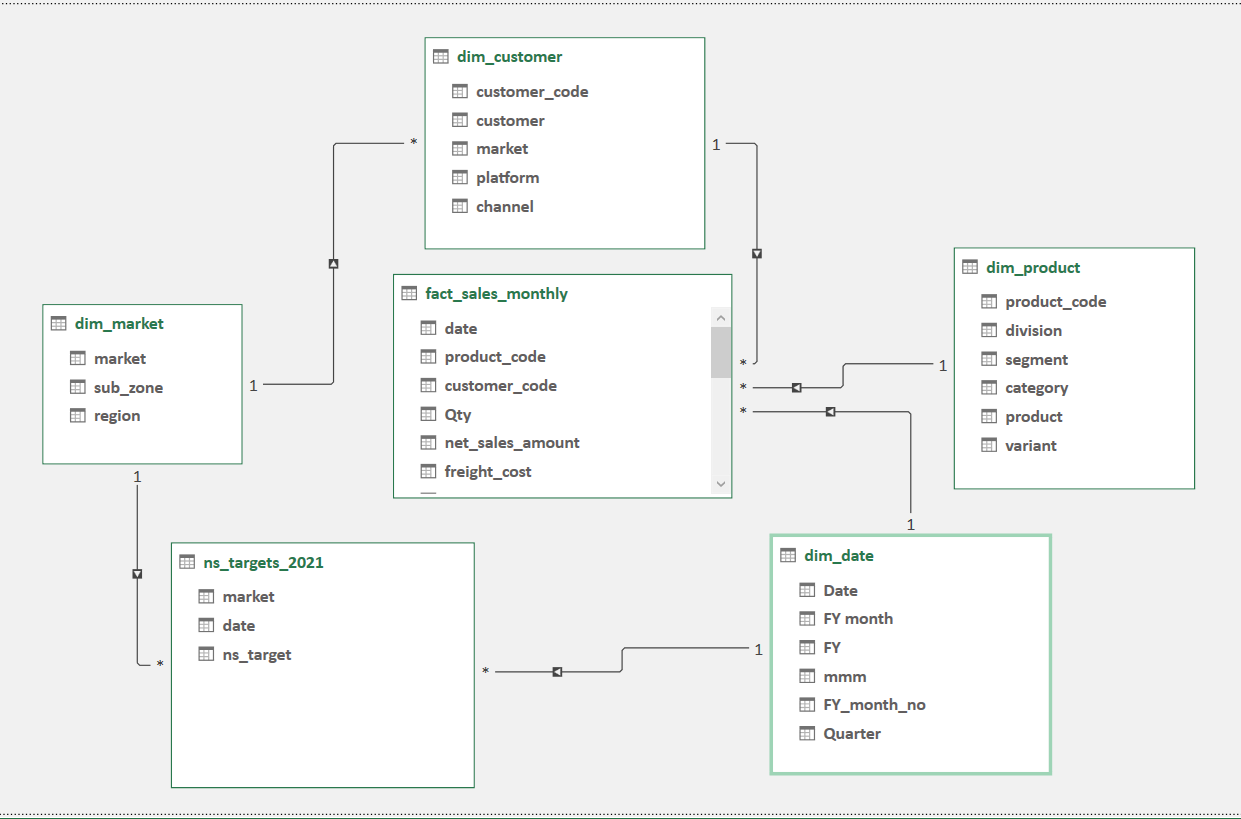 dim_customer
customer_code
customer
market
platform
channel
*
1
fact_sales_monthly
date
product_code
customer_code
Qty
net_sales_amount
freight_cost
*
*
*
dim_product
product_code
division
segment
category
product
variant
1
dim_market
market
sub_zone
region
1
1
ns_targets_2021
market
date
ns_target
*
*
1
1
dim_date
Date
FY month
FY
mmm
FY_month_no
Quarter